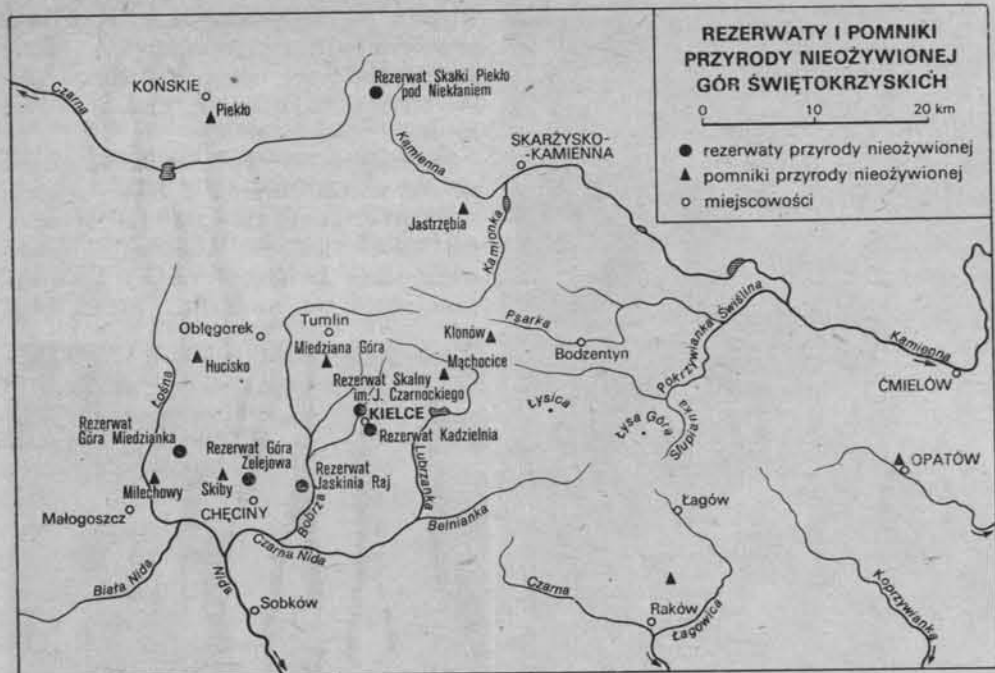 REZERWATY I POMNIKI
PRZYRODY NIEOŻYWIONEJ
GÓR ŚWIĘTOKRZYSKICH
0 10 20 km
rezerwaty przyrody nieożywionej
pomniki przyrody nieożywionej
miejscowości
Czarna
KOŃSKIE
Piekło
Rezerwat Skałki Piekło
pod Niekłaniem
Kamienna
SKARŻYSKO-
-KAMIENNA
Jastrzębia
Kamionka
Oblęgorek
Hucisko
Łośna
Tumlin
Miedziana Góra
Psarka
Klonów
Bodzentyn
Świślina
Pokrzywianka
Kamienna
ĆMIELÓW
Mąchocice
Rezerwat Skalny
im. J. Czarnockiego
KIELCE
Rezerwat Kadzielnia
Łysica
Łysa Góra
Słupianka
Rezerwat
Góra Miedzianka
Rezerwat Góra
Zelejowa
Rezerwat
Jaskinia Raj
Milechowy
Skiby
CHĘCINY
Bobrza
Lubrzanka
Belnianka
OPATÓW
Małogoszcz
Łagów
Czarna Nida
Biała Nida
Nida
Sobków
Czarna
Raków
Łagowica
Koprzywianka